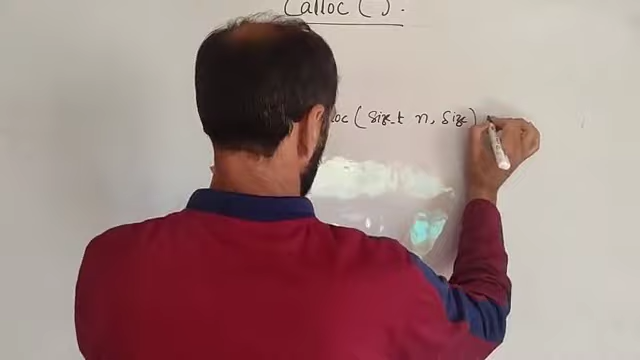 Calloc ( ).
loc ( Size_t n, Size )